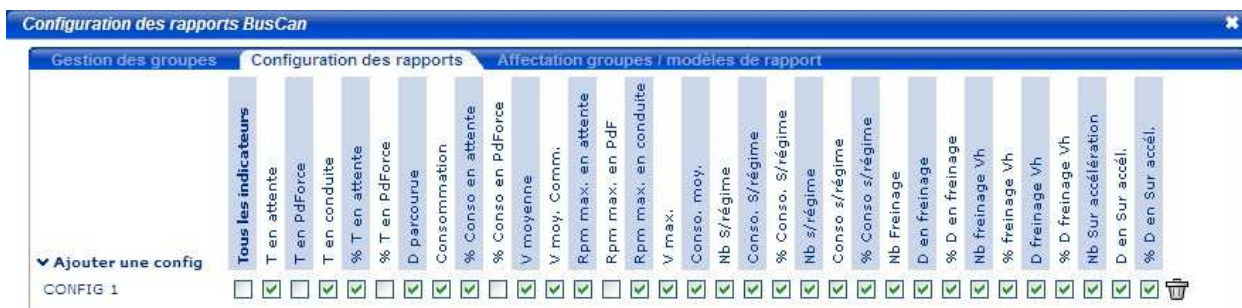 Configuration des rapports BusCan
Gestion des groupes
Configuration des rapports
Affectation groupes / modèles de rapport
Tous les indicateurs
T en attente
T en PdForce
T en conduite
% T en attente
% T en PdForce
D parcourue
Consommation
% Conso en attente
% Conso en PdForce
V moyenne
V moy. Comm.
Rpm max. en attente
Rpm max. en PdF
Rpm max. en conduite
V max.
Conso. moy.
Nb S/régime
Conso. S/régime
% Conso. S/régime
Nb s/régime
Conso s/régime
% Conso s/régime
Nb Freinage
D en freinage
% D en freinage
Nb freinage Vh
% freinage Vh
D freinage Vh
% D freinage Vh
Nb Sur accélération
D en Sur accél.
% D en Sur accél.
Ajouter une config
CONFIG 1